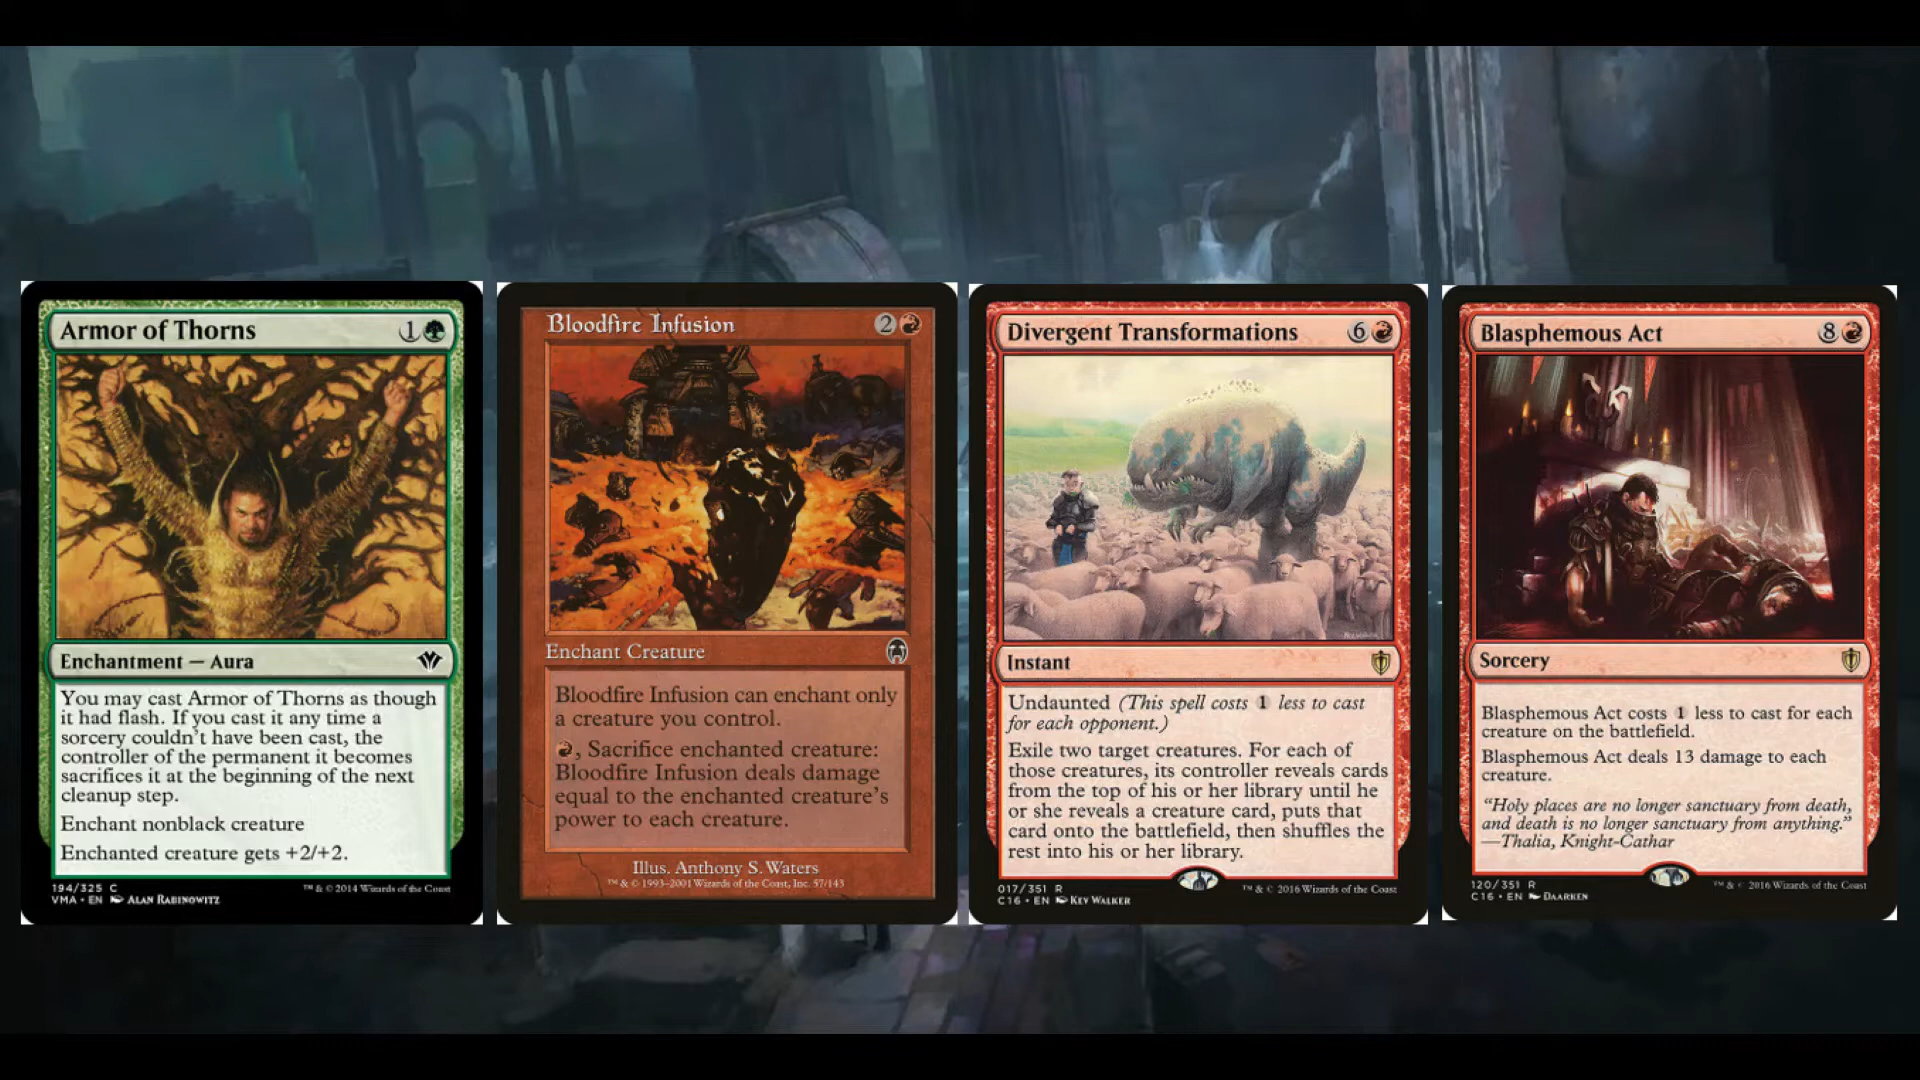 Armor of Thorns 1
Enchantment — Aura
You may cast Armor of Thorns as though
it had flash. If you cast it any time a
sorcery couldn't have been cast, the
controller of the permanent it becomes
sacrifices it at the beginning of the next
cleanup step.
Enchant nonblack creature
Enchanted creature gets +2/+2.
194/325 C
VMA • EN ALAN RABINOWITZ
™ & © 2014 Wizards of the Coast
Bloodfire Infusion 2
Enchant Creature
Bloodfire Infusion can enchant only
a creature you control.
, Sacrifice enchanted creature:
Bloodfire Infusion deals damage
equal to the enchanted creature's
power to each creature.
Illus. Anthony S. Waters
™ & © 1993–2001 Wizards of the Coast, Inc. 57/143
Divergent Transformations 6
Instant
Undaunted (This spell costs 1 less to cast
for each opponent.)
Exile two target creatures. For each of
those creatures, its controller reveals cards
from the top of his or her library until he
or she reveals a creature card, puts that
card onto the battlefield, then shuffles the
rest into his or her library.
017/351 R
C16 • EN KEV WALKER
™ & © 2016 Wizards of the Coast
Blasphemous Act 8
Sorcery
Blasphemous Act costs 1 less to cast for each
creature on the battlefield.
Blasphemous Act deals 13 damage to each
creature.
"Holy places are no longer sanctuary from death,
and death is no longer sanctuary from anything."
—Thalia, Knight-Cathar
120/351 R
C16 • EN DAARKEN
™ & © 2016 Wizards of the Coast